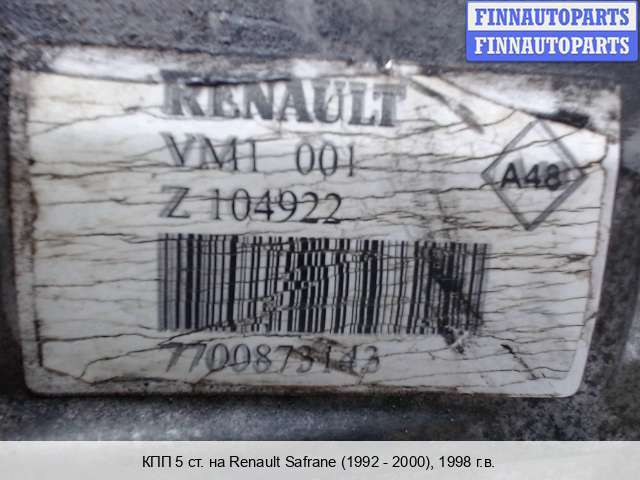 FINNAUTOPARTS
FINNAUTOPARTS
RENAULT
VM1 001
A48
Z 104922
7700873143
КПП 5 ст. на Renault Safrane (1992 - 2000), 1998 г.в.